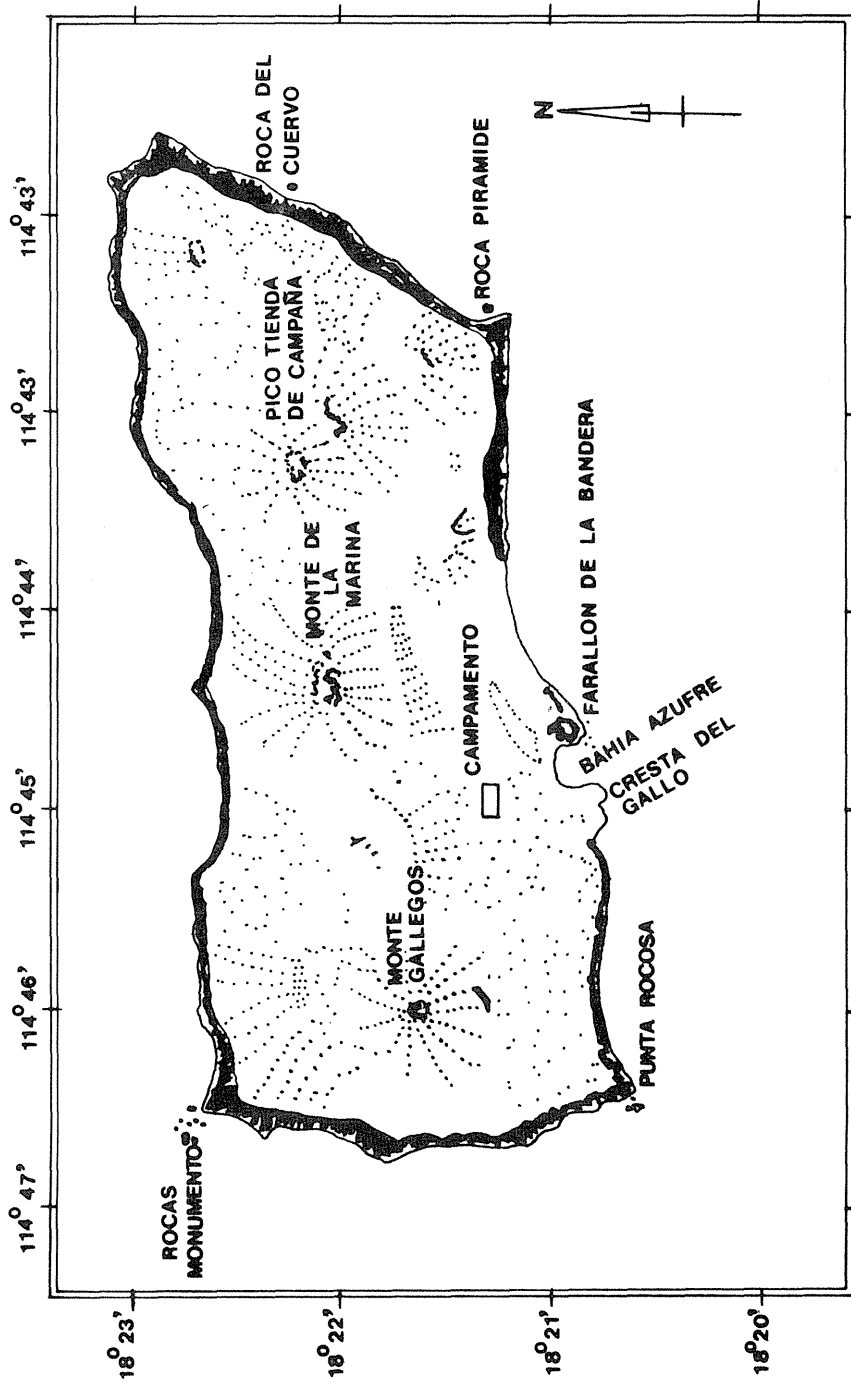 114° 47'
114° 46'
114° 45'
114° 44'
114° 43'
114° 43'
18° 23'
18° 22'
18° 21'
18° 20'
ROCAS
MONUMENTO
ROCA DEL
CUERVO
PICO TIENDA
DE CAMPAÑA
MONTE DE
LA
MARINA
MONTE
GALLEGOS
CAMPAMENTO
ROCA PIRAMIDE
N
FARALLON DE LA BANDERA
BAHIA AZUFRE
CRESTA DEL
GALLO
PUNTA ROCOSA